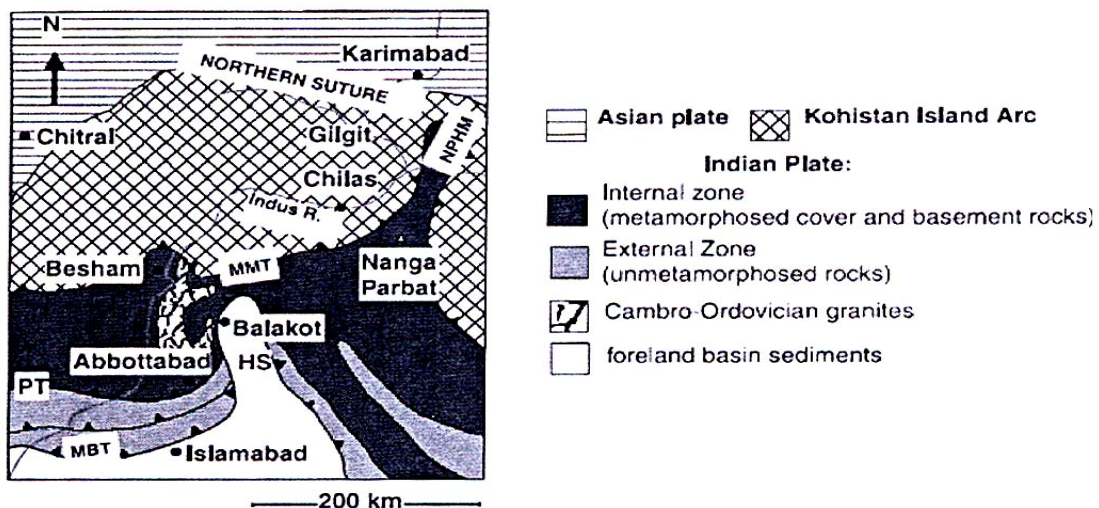 N
Karimabad
NORTHERN SUTURE
Chitral
Gilgit
NPHM
Chilas
Indus R.
Besham
MMT
Nanga
Parbat
Balakot
Abbottabad
HS
PT
MBT
Islamabad
200 km
Asian plate
Kohistan Island Arc
Indian Plate:
Internal zone
(metamorphosed cover and basement rocks)
External Zone
(unmetamorphosed rocks)
Cambro-Ordovician granites
foreland basin sediments